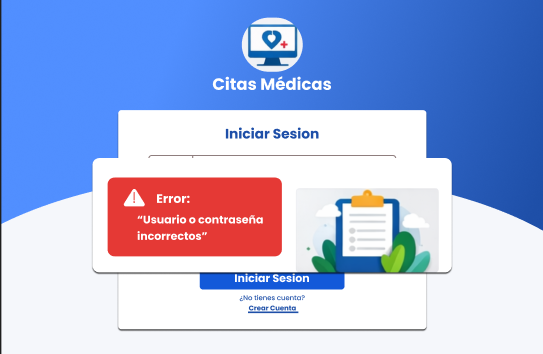 Citas Médicas
Iniciar Sesion
Error:
“Usuario o contraseña
incorrectos”
Iniciar Sesion
¿No tienes cuenta?
Crear Cuenta